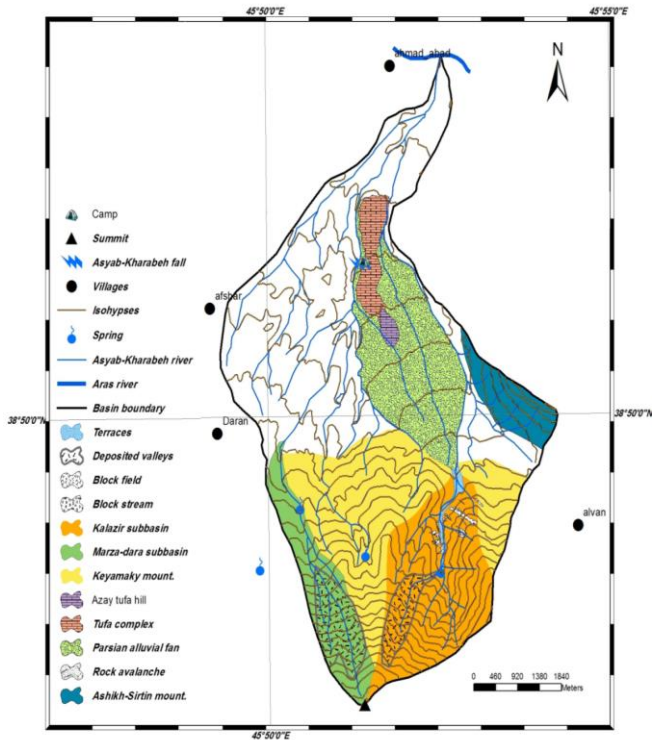 45°50'0"E
45°55'0"E
ahmad_abad
N
Camp
Summit
Asyab-Kharabeh fall
Villages
Isohypses
Spring
Asyab-Kharabeh river
Aras river
Basin boundary
Terraces
Deposited valleys
Block field
Block stream
Kalazir subbasin
Marza-dara subbasin
Keyamaky mount.
Azay tufa hill
Tufa complex
Parsian alluvial fan
Rock avalanche
Ashikh-Sirtin mount.
afshar
38°50'0"N
38°50'0"N
Daran
alvan
0 460 920 1380 1840
Meters
45°50'0"E